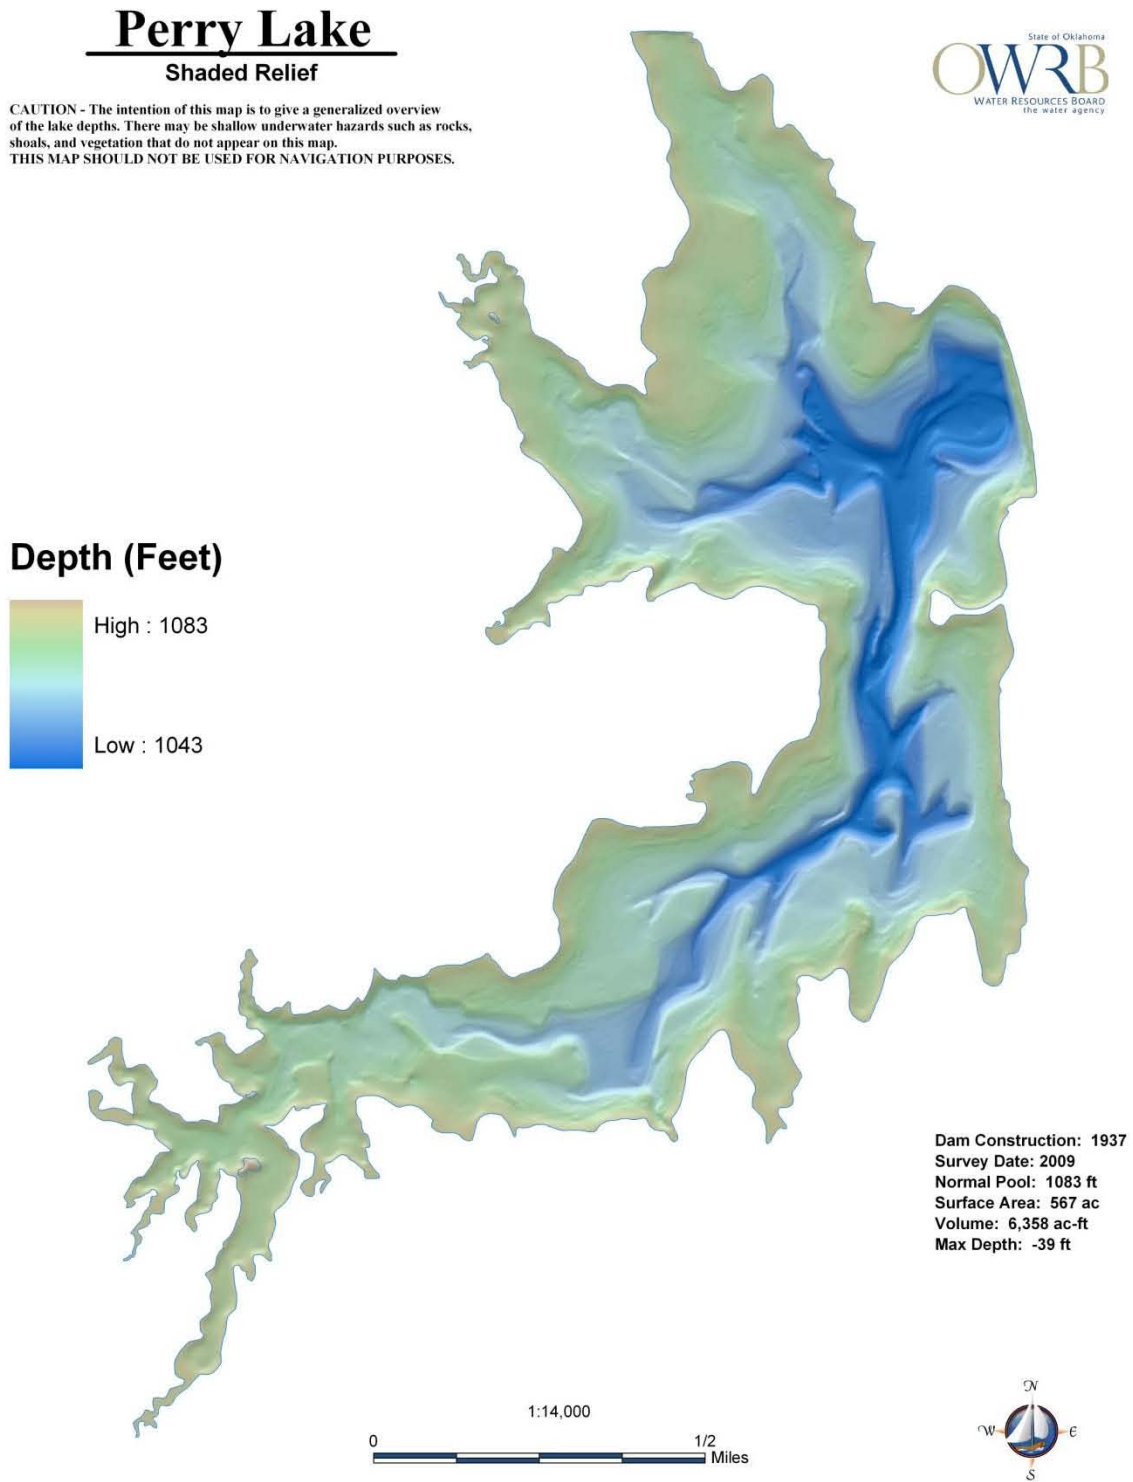 Perry Lake
Shaded Relief
CAUTION - The intention of this map is to give a generalized overview
of the lake depths. There may be shallow underwater hazards such as rocks,
shoals, and vegetation that do not appear on this map.
THIS MAP SHOULD NOT BE USED FOR NAVIGATION PURPOSES.
State of Oklahoma
OWRB
WATER RESOURCES BOARD
the water agency
Depth (Feet)
High : 1083
Low : 1043
Dam Construction: 1937
Survey Date: 2009
Normal Pool: 1083 ft
Surface Area: 567 ac
Volume: 6,358 ac-ft
Max Depth: -39 ft
1:14,000
0 1/2
Miles
N
W E
S